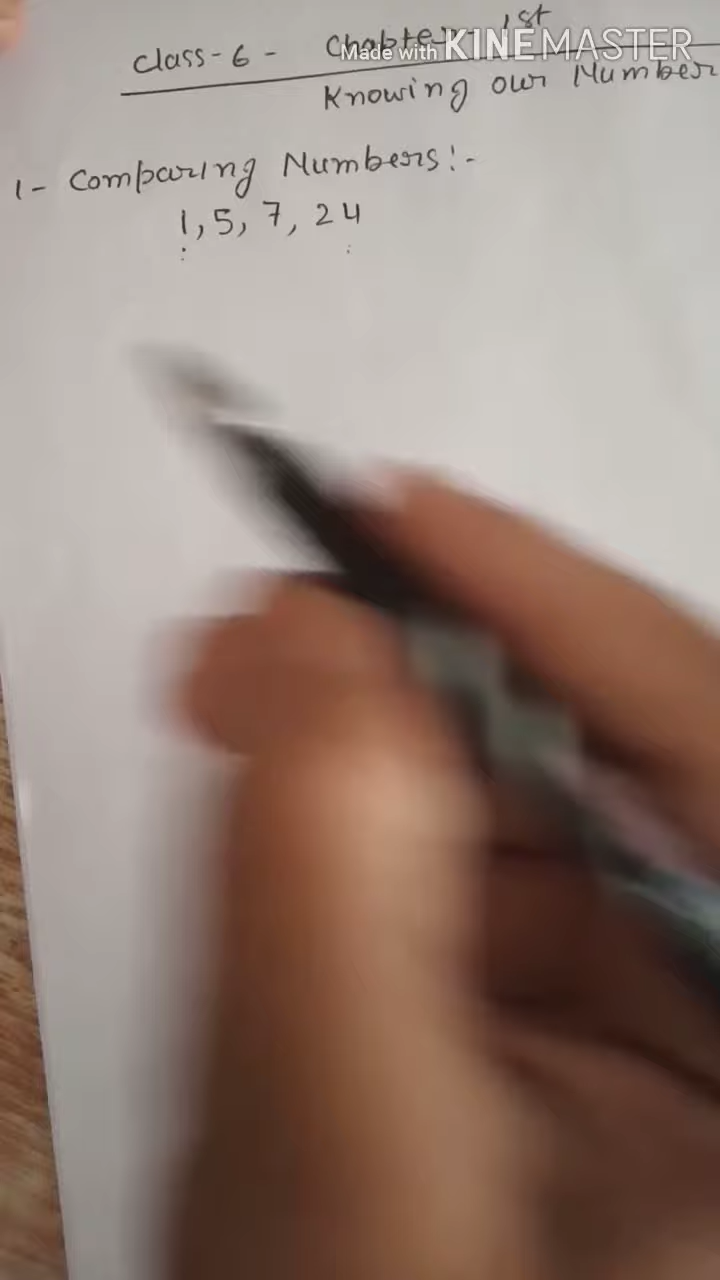 Class-6- Chapter 1st
Made with KINEMASTER
Knowing our Number
1- Comparing Numbers:-
1, 5, 7, 24